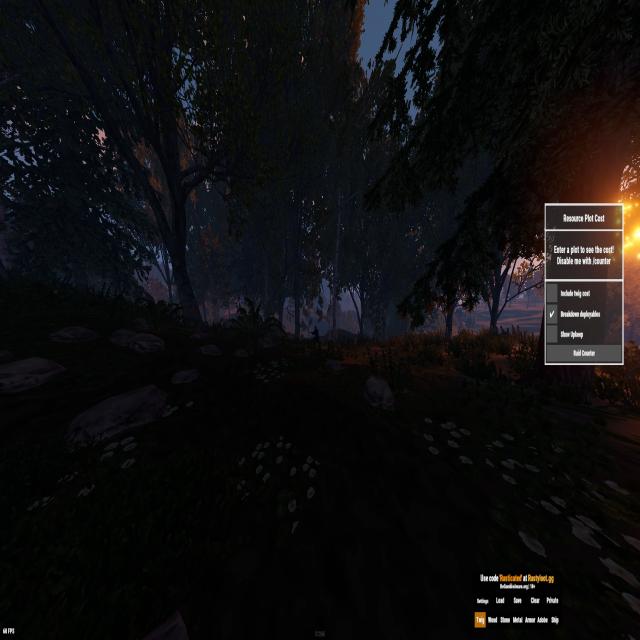 Resource Plot Cost
Enter a plot to see the cost!
Disable me with /counter
Include twig cost
Breakdown deployables
Show Upkeep
Raid Counter
Use code 'Rusticated' at Rustyloot.gg
Settings Load Save Clear Private
Twig Wood Stone Metal Armor Adobe Skip
60 FPS